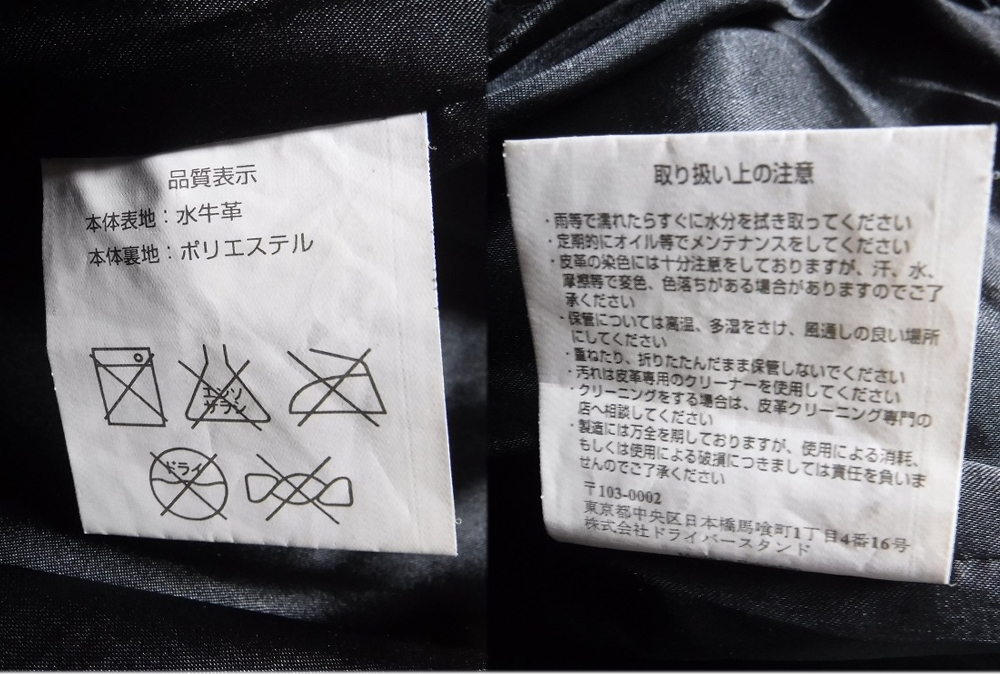 品質表示
本体表地：水牛革
本体裏地：ポリエステル
エンソ
サラシ
ドライ
取り扱い上の注意
・雨等で濡れたらすぐに水分を拭き取ってください
・定期的にオイル等でメンテナンスをしてください
・皮革の染色には十分注意をしておりますが、汗、水、
摩擦等で変色、色落ちがある場合がありますのでご了
承ください
・保管については高温、多湿をさけ、風通しの良い場所
にしてください
・重ねたり、折りたたんだまま保管しないでください
・汚れは皮革専用のクリーナーを使用してください
・クリーニングをする場合は、皮革クリーニング専門の
店へ相談してください
・製造には万全を期しておりますが、使用による消耗、
もしくは使用による破損につきましては責任を負いま
せんのでご了承ください
〒103-0002
東京都中央区日本橋馬喰町1丁目4番16号
株式会社ドライバースタンド